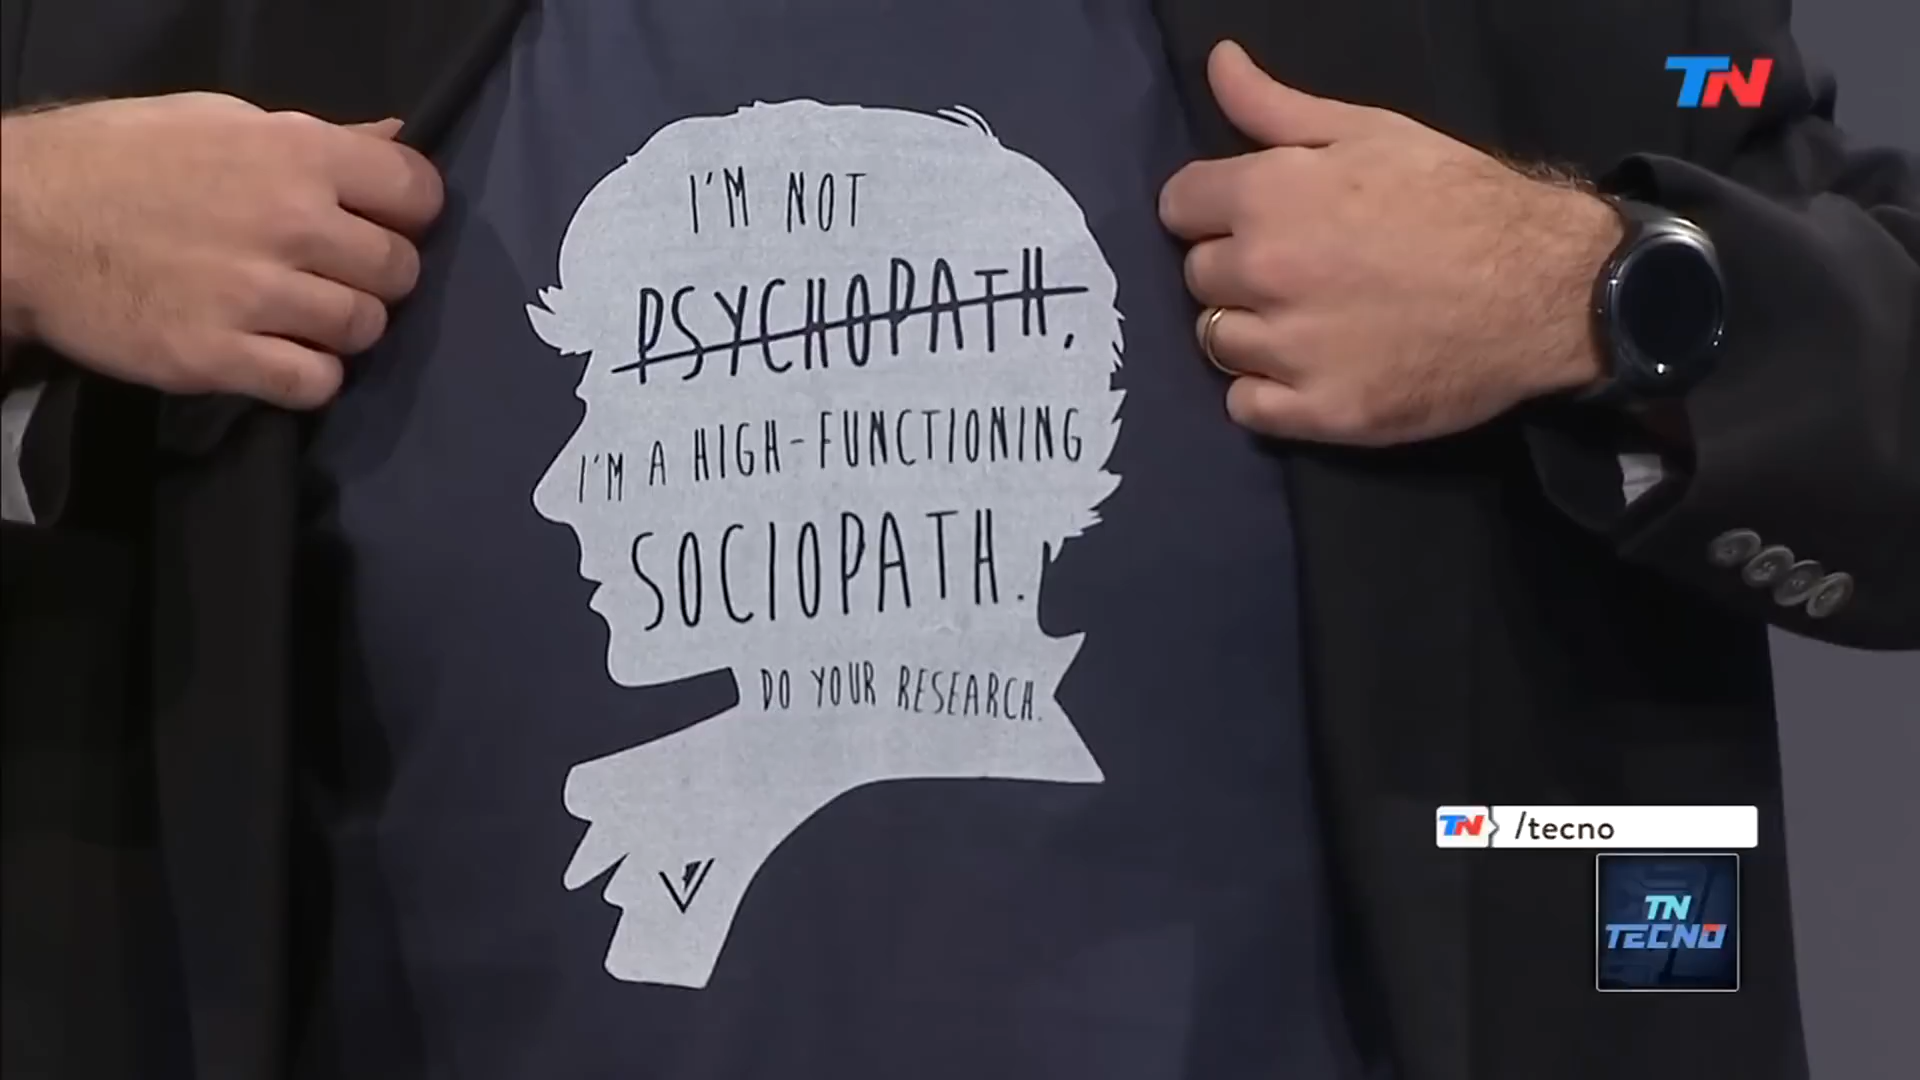 TN
I'M NOT
PSYCHOPATH.
I'M A HIGH-FUNCTIONING
SOCIOPATH.
DO YOUR RESEARCH.
TN /tecno
TN
TECNO